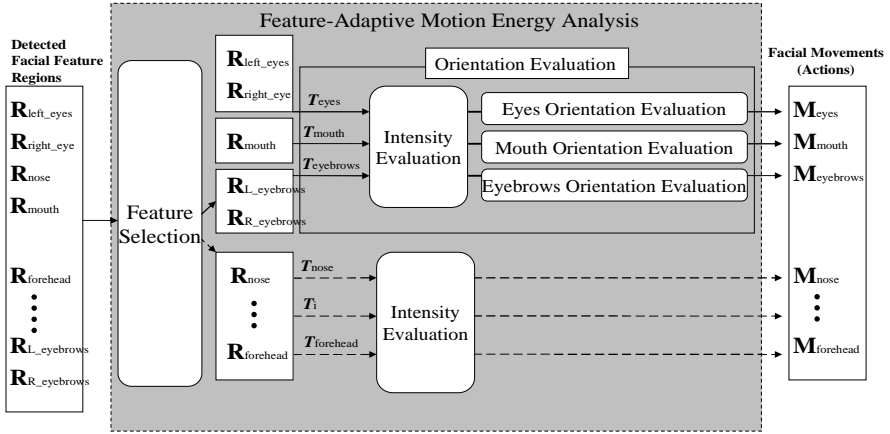 Feature-Adaptive Motion Energy Analysis
Detected
Facial Feature
Regions
Rleft_eyes
Rright_eye
Rnose
Rmouth
Rforehead
RL_eyebrows
RR_eyebrows
Feature
Selection
Rleft_eyes
Rright_eye
Rmouth
RL_eyebrows
RR_eyebrows
Rnose
Rforehead
Teyes
Tmouth
Teyebrows
Tnose
Ti
Tforehead
Orientation Evaluation
Intensity
Evaluation
Eyes Orientation Evaluation
Mouth Orientation Evaluation
Eyebrows Orientation Evaluation
Intensity
Evaluation
Facial Movements
(Actions)
Meyes
Mmouth
Meyebrows
Mnose
Mforehead